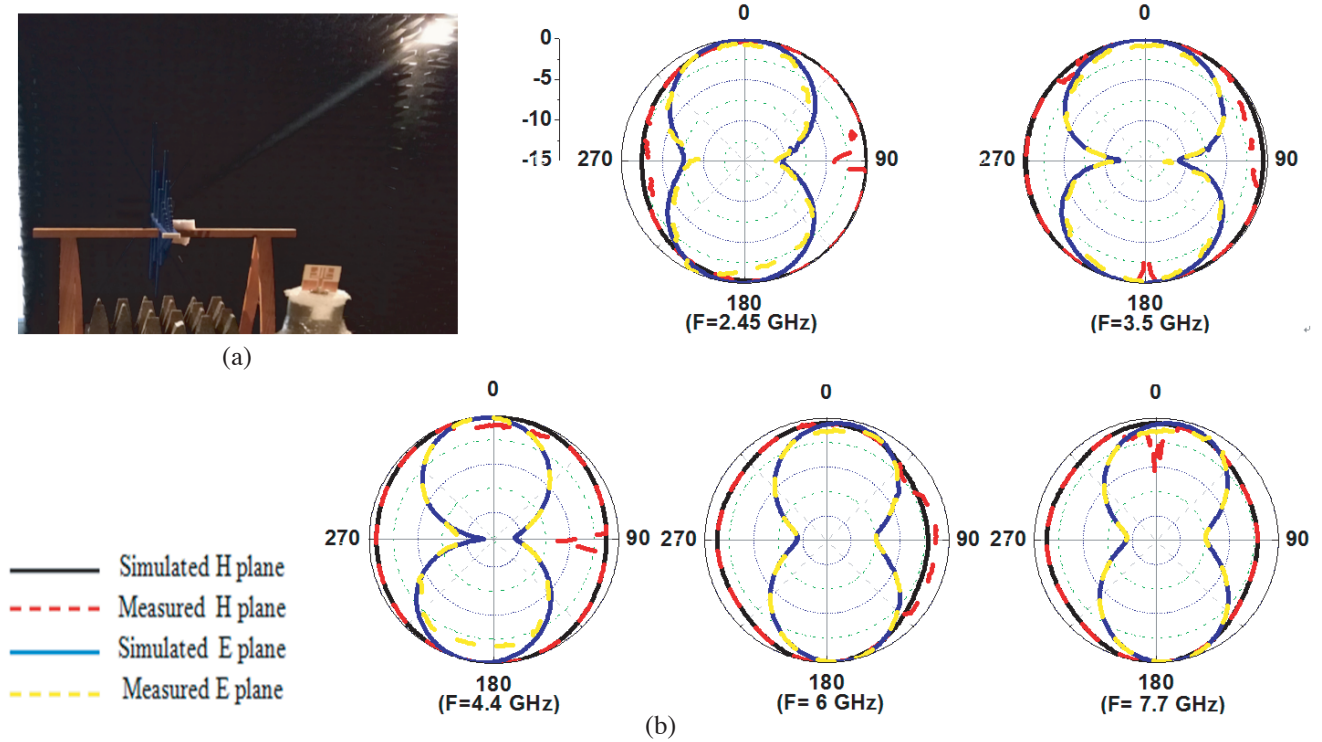 (a)
0
0
-5
-10
-15
270
90
180
(F=2.45 GHz)
0
270
90
180
(F=3.5 GHz)
0
270
90
180
(F=4.4 GHz)
0
270
90
180
(F= 6 GHz)
0
270
90
180
(F= 7.7 GHz)
Simulated H plane
Measured H plane
Simulated E plane
Measured E plane
(b)